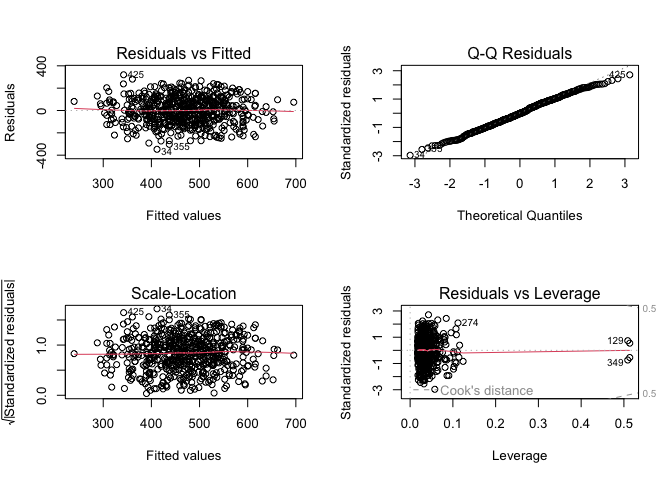 Residuals vs Fitted
Residuals
400
0
-400
425
34
355
300 400 500 600 700
Fitted values
Q-Q Residuals
Standardized residuals
3
1
-1
-3
425
34
-3 -2 -1 0 1 2 3
Theoretical Quantiles
Scale-Location
√|Standardized residuals|
1.0
0.0
425
34
355
300 400 500 600 700
Fitted values
Residuals vs Leverage
Standardized residuals
3
1
-1
-3
274
129
349
0.5
0.5
Cook's distance
0.0 0.1 0.2 0.3 0.4 0.5
Leverage